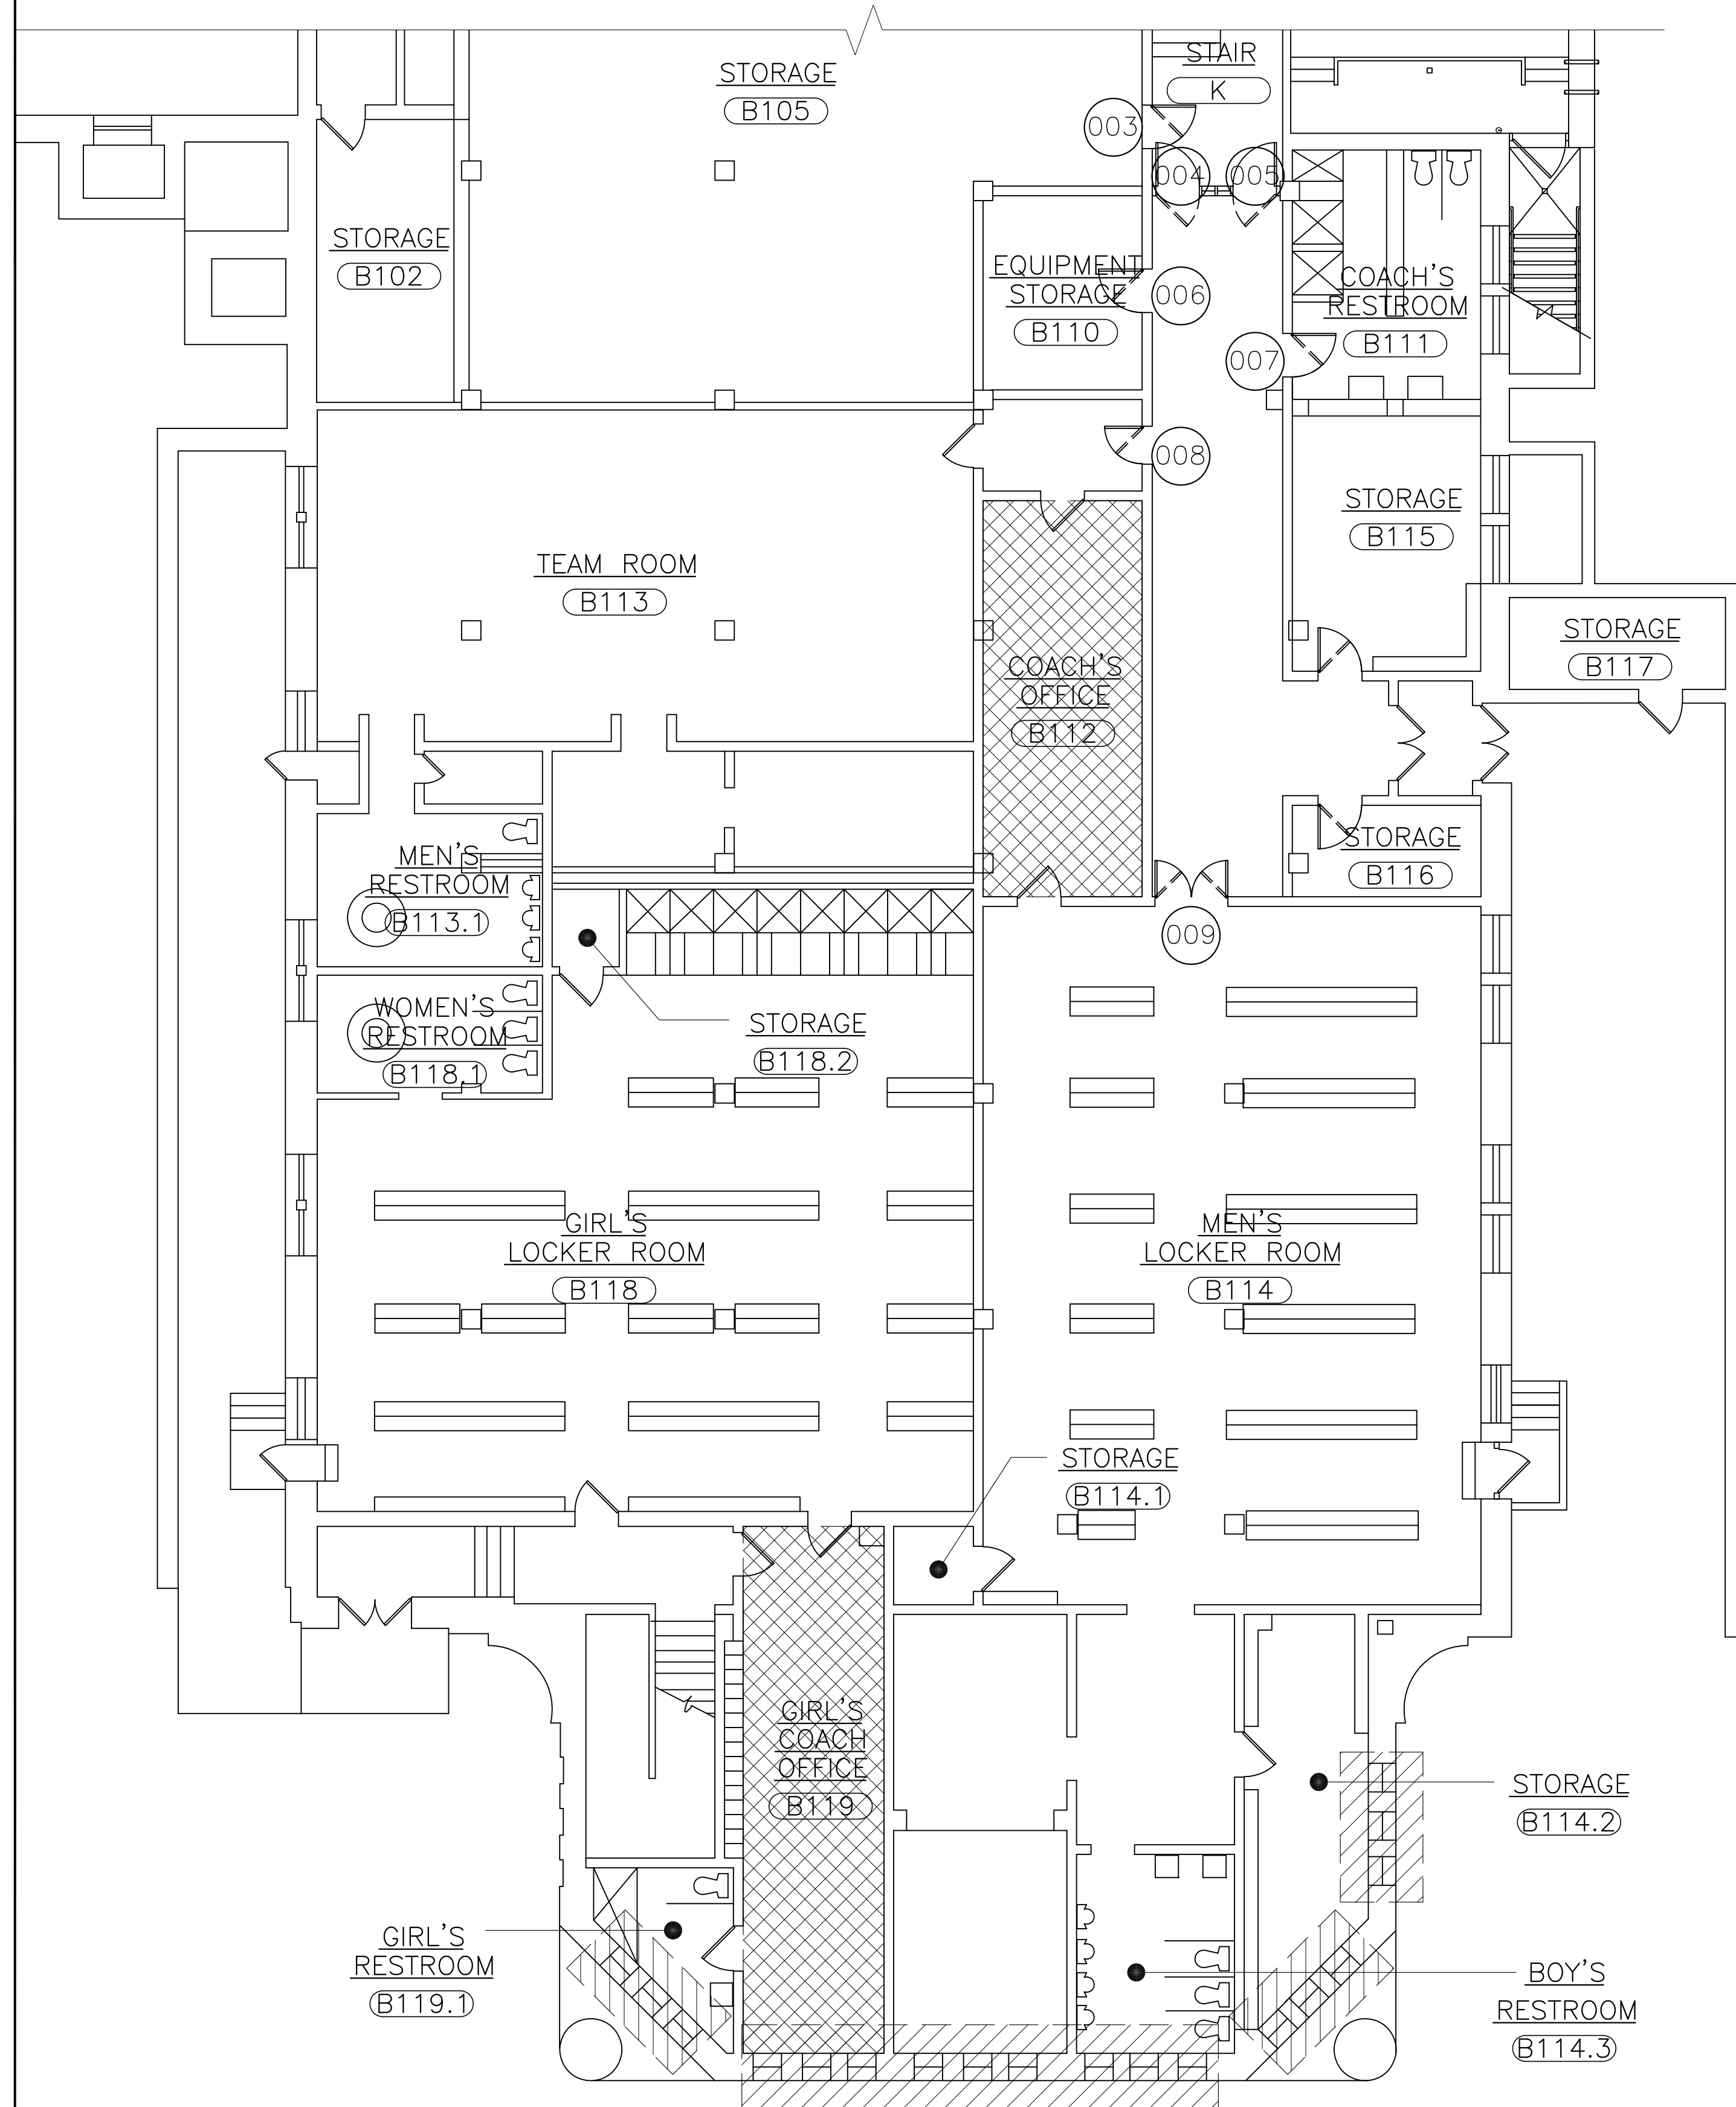 STAIR
K
STORAGE
B105
003
004
005
STORAGE
B102
EQUIPMENT
STORAGE
B110
006
COACH'S
RESTROOM
B111
007
008
STORAGE
B115
TEAM ROOM
B113
STORAGE
B117
COACH'S
OFFICE
B112
STORAGE
B116
MEN'S
RESTROOM
B113.1
009
WOMEN'S
RESTROOM
B118.1
STORAGE
B118.2
GIRL'S
LOCKER ROOM
B118
MEN'S
LOCKER ROOM
B114
STORAGE
B114.1
GIRL'S
COACH
OFFICE
B119
STORAGE
B114.2
GIRL'S
RESTROOM
B119.1
BOY'S
RESTROOM
B114.3